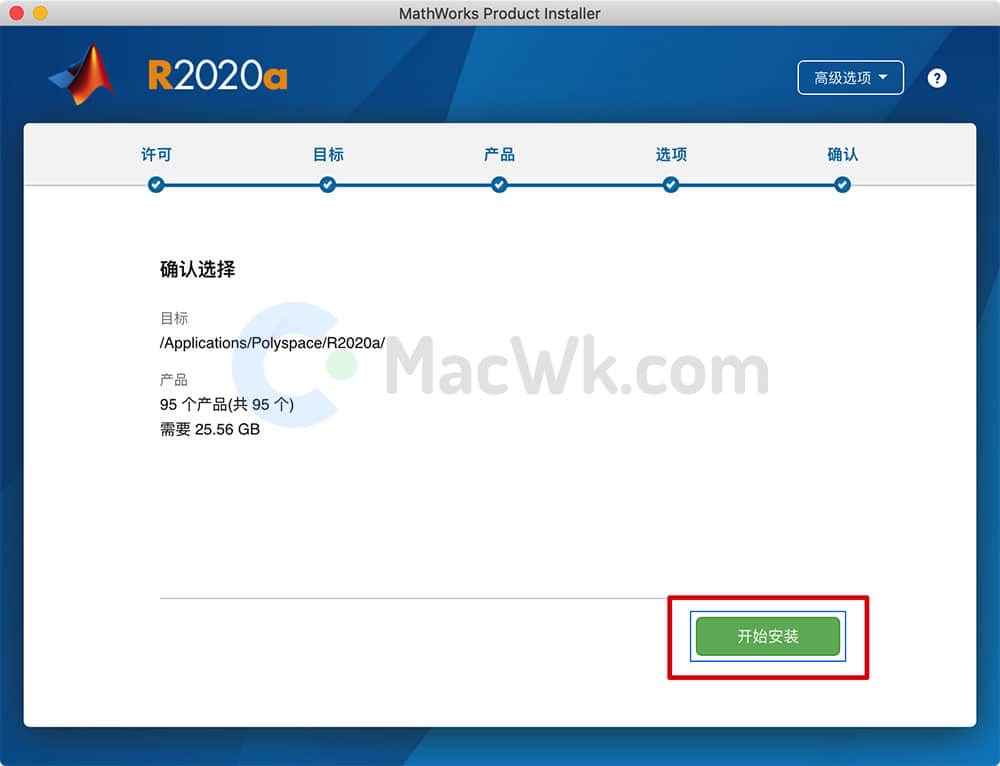 MathWorks Product Installer
R2020a
高级选项
?
许可 目标 产品 选项 确认
确认选择
目标
/Applications/Polyspace/R2020a/
MacWk.com
产品
95 个产品(共 95 个)
需要 25.56 GB
开始安装